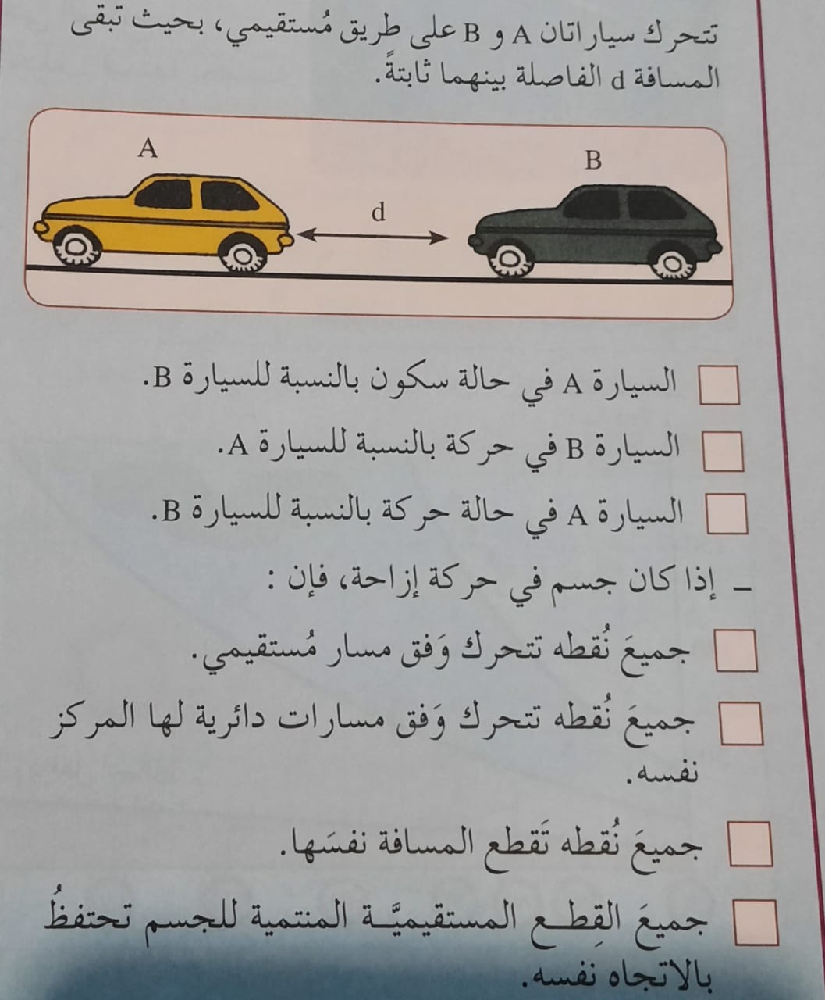 تتحرك سياراتان A و B على طريق مُستقيمي، بحيث تبقى
المسافة d الفاصلة بينهما ثابتةً.
A
B
d
السيارة A في حالة سكون بالنسبة للسيارة B.
السيارة B في حركة بالنسبة للسيارة A.
السيارة A في حالة حركة بالنسبة للسيارة B.
– إذا كان جسم في حركة إزاحة، فإن :
جميعَ نُقطه تتحرك وَفق مسار مُستقيمي.
جميعَ نُقطه تتحرك وَفق مسارات دائرية لها المركز
نفسه.
جميعَ نُقطه تَقطع المسافة نفسَها.
جميعَ القِطـع المستقيميَّـة المنتمية للجسم تحتفظُ
بالاتجاه نفسه.